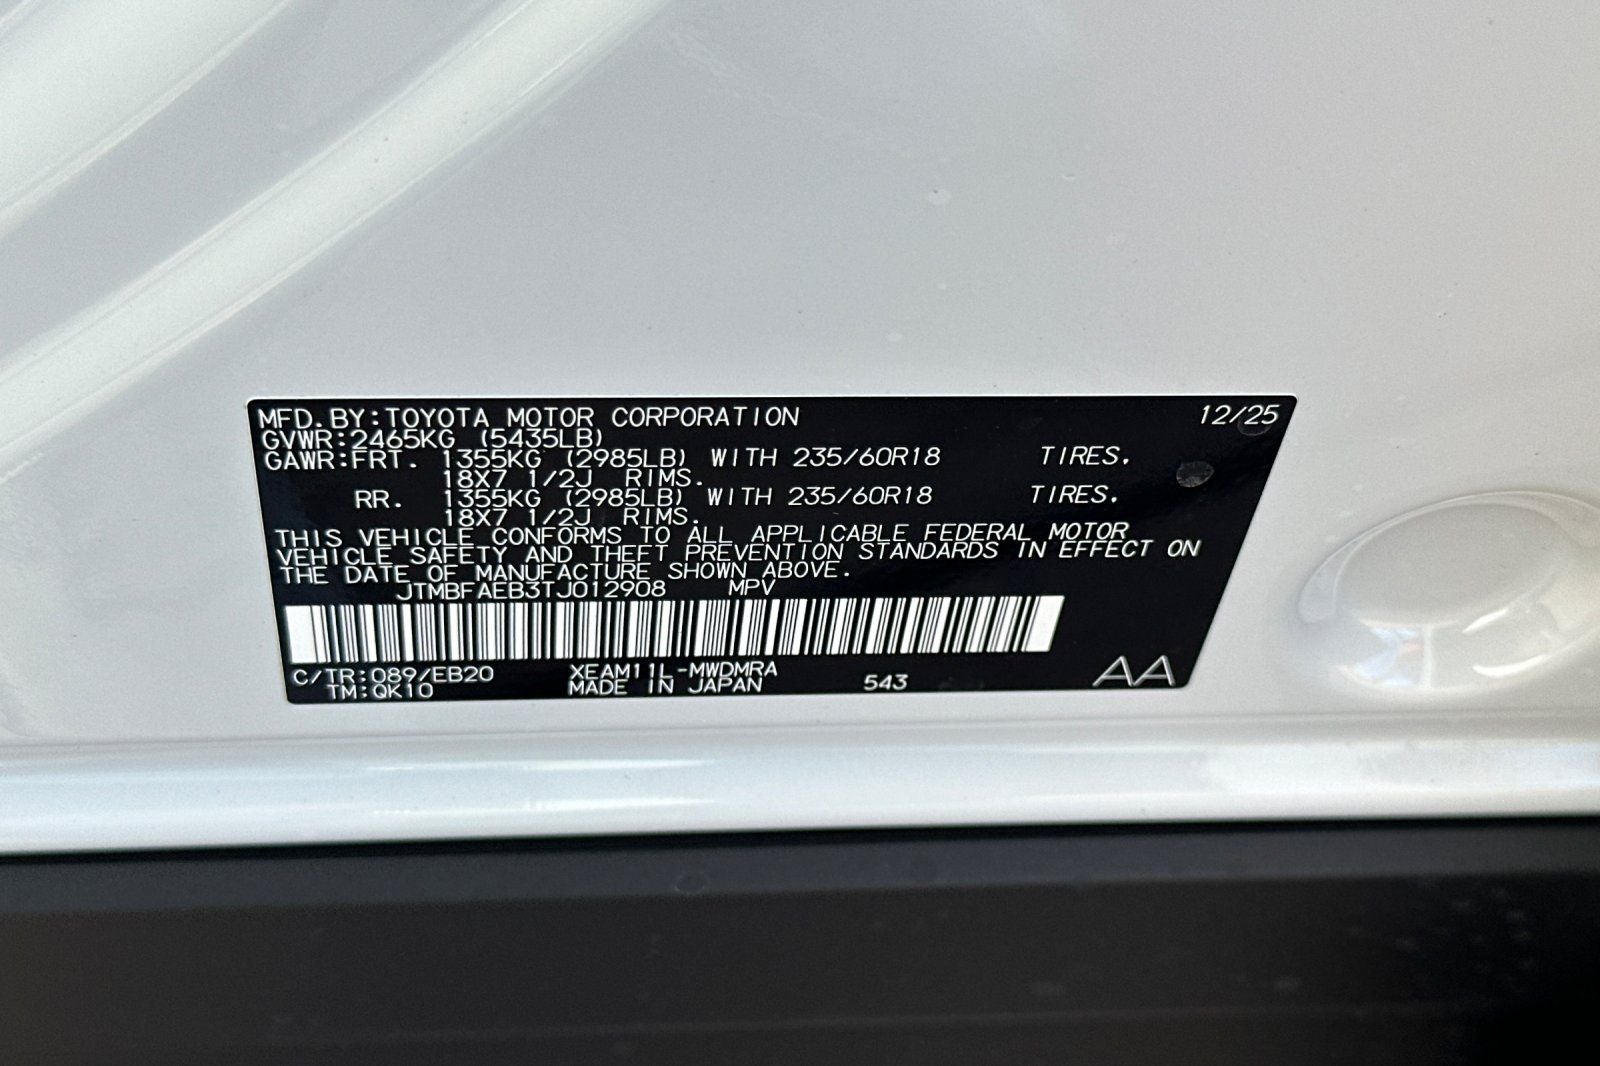 MFD.BY:TOYOTA MOTOR CORPORATION 12/25
GVWR:2465KG (5435LB)
GAWR:FRT. 1355KG (2985LB) WITH 235/60R18 TIRES.
18X7 1/2J RIMS.
RR. 1355KG (2985LB) WITH 235/60R18 TIRES.
18X7 1/2J RIMS.
THIS VEHICLE CONFORMS TO ALL APPLICABLE FEDERAL MOTOR
VEHICLE SAFETY AND THEFT PREVENTION STANDARDS IN EFFECT ON
THE DATE OF MANUFACTURE SHOWN ABOVE.
JTMBFAEB3TJ012908 MPV
C/TR:089/EB20 XEAM11L-MWDMRA
TM:QK10 MADE IN JAPAN 543 AA